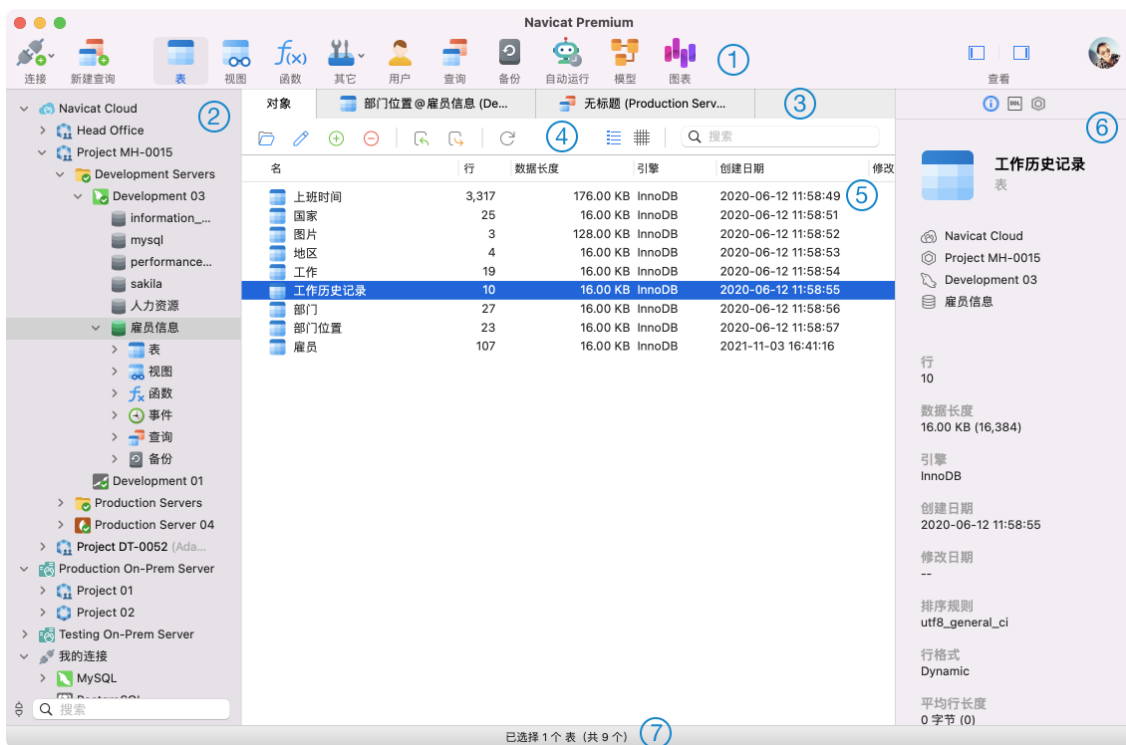 Navicat Premium
连接 新建查询 表 视图 函数 其它 用户 查询 备份 自动运行 模型 图表 ① 查看
Navicat Cloud
②
Head Office
Project MH-0015
Development Servers
Development 03
information_...
mysql
performance...
sakila
人力资源
雇员信息
表
视图
函数
事件
查询
备份
Development 01
Production Servers
Production Server 04
Project DT-0052 (Ada...
Production On-Prem Server
Project 01
Project 02
Testing On-Prem Server
我的连接
MySQL
搜索
对象 部门位置@雇员信息 (De... 无标题 (Production Serv... ③
④ 搜索
名 行 数据长度 引擎 创建日期 修改
上班时间 3,317 176.00 KB InnoDB 2020-06-12 11:58:49 ⑤
国家 25 16.00 KB InnoDB 2020-06-12 11:58:51
图片 3 128.00 KB InnoDB 2020-06-12 11:58:52
地区 4 16.00 KB InnoDB 2020-06-12 11:58:53
工作 19 16.00 KB InnoDB 2020-06-12 11:58:54
工作历史记录 10 16.00 KB InnoDB 2020-06-12 11:58:55
部门 27 16.00 KB InnoDB 2020-06-12 11:58:56
部门位置 23 16.00 KB InnoDB 2020-06-12 11:58:57
雇员 107 16.00 KB InnoDB 2021-11-03 16:41:16
DDL
⑥
工作历史记录
表
Navicat Cloud
Project MH-0015
Development 03
雇员信息
行
10
数据长度
16.00 KB (16,384)
引擎
InnoDB
创建日期
2020-06-12 11:58:55
修改日期
--
排序规则
utf8_general_ci
行格式
Dynamic
平均行长度
0 字节 (0)
已选择 1 个 表（共 9 个） ⑦